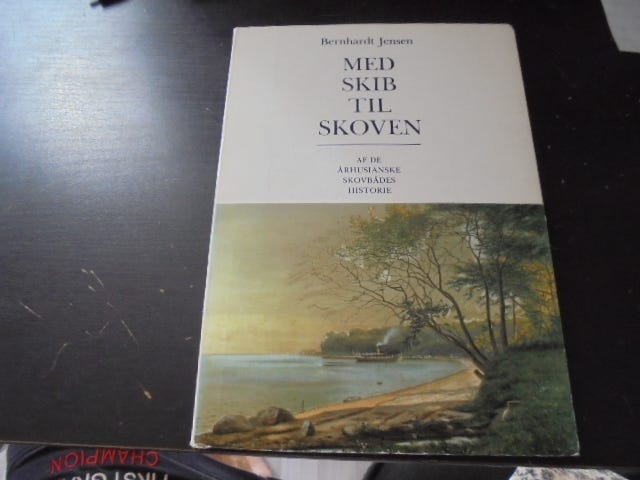 Bernhardt Jensen
MED
SKIB
TIL
SKOVEN
AF DE
ÅRHUSIANSKE
SKOVBÅDES
HISTORIE
CHAMPION